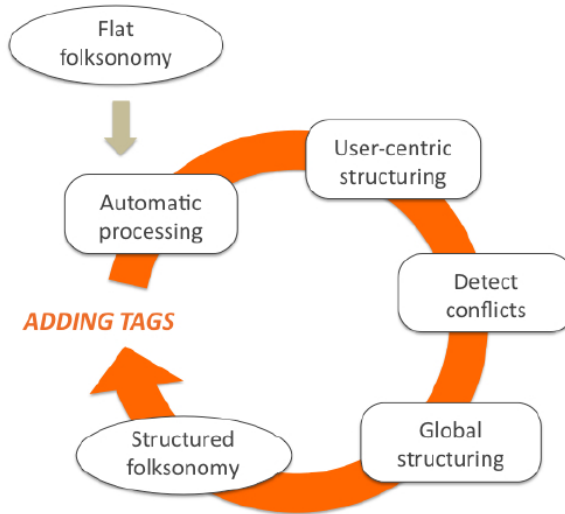 Flat
folksonomy
User-centric
structuring
Automatic
processing
Detect
conflicts
ADDING TAGS
Global
structuring
Structured
folksonomy